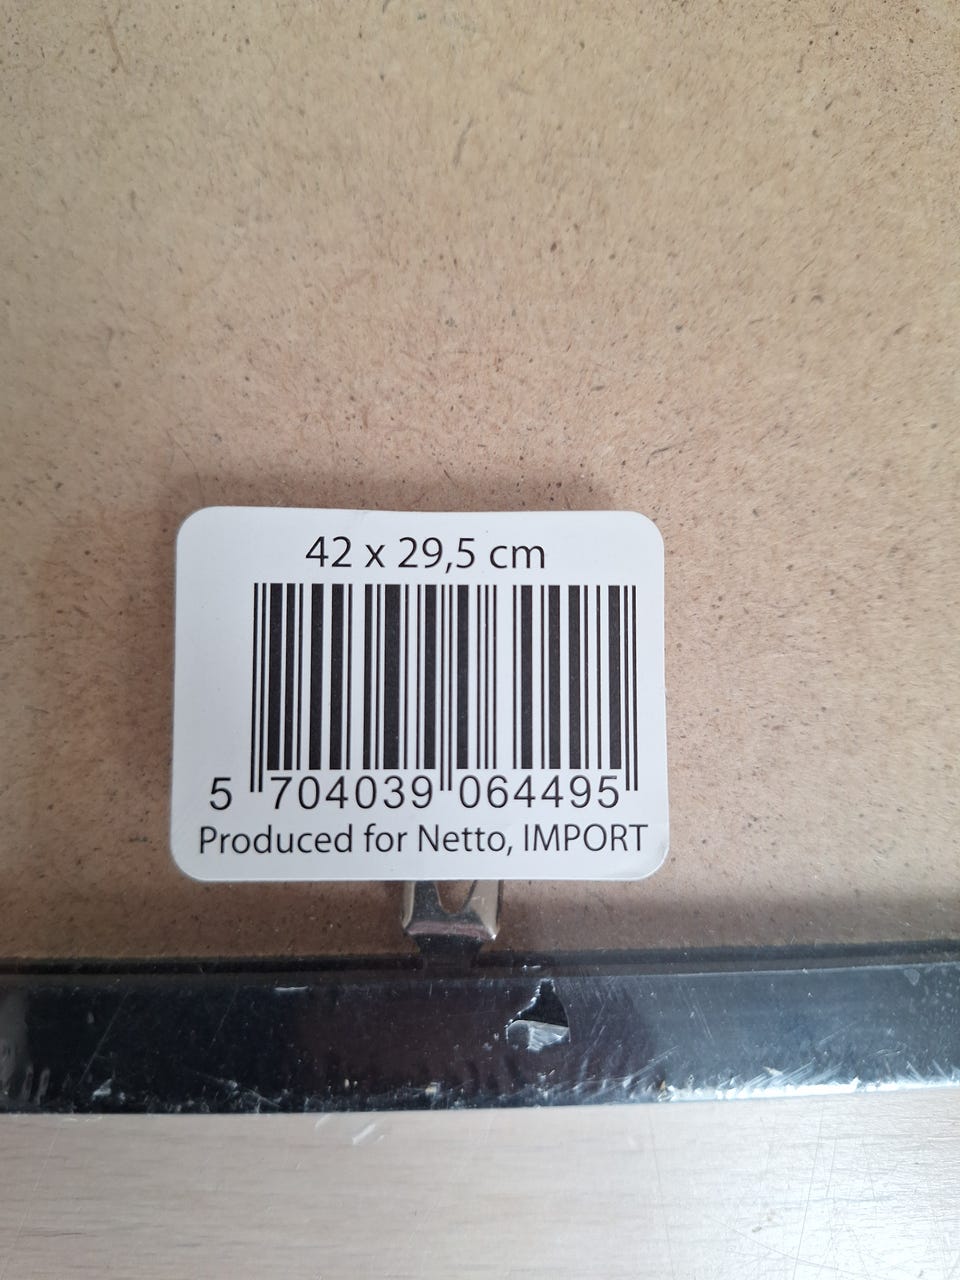 42 x 29,5 cm
5 704039 064495
Produced for Netto, IMPORT